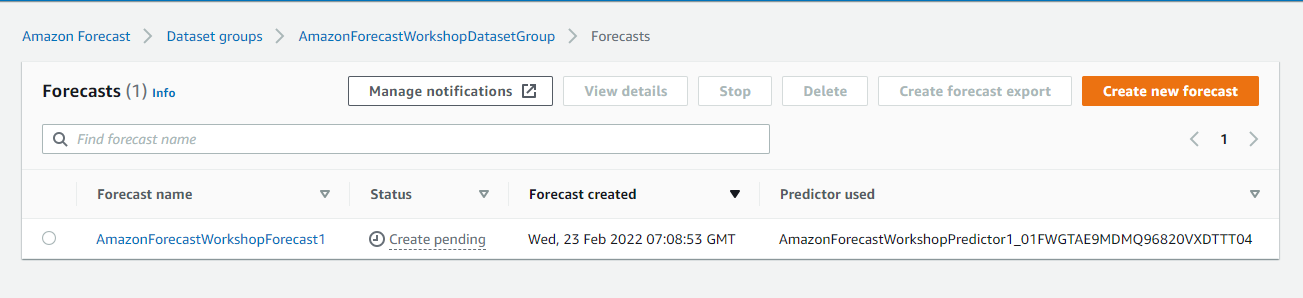 Amazon Forecast > Dataset groups > AmazonForecastWorkshopDatasetGroup > Forecasts
Forecasts (1) Info Manage notifications View details Stop Delete Create forecast export Create new forecast
Find forecast name 1
Forecast name Status Forecast created Predictor used
AmazonForecastWorkshopForecast1 Create pending Wed, 23 Feb 2022 07:08:53 GMT AmazonForecastWorkshopPredictor1_01FWGTAE9MDMQ96820VXDTTT04